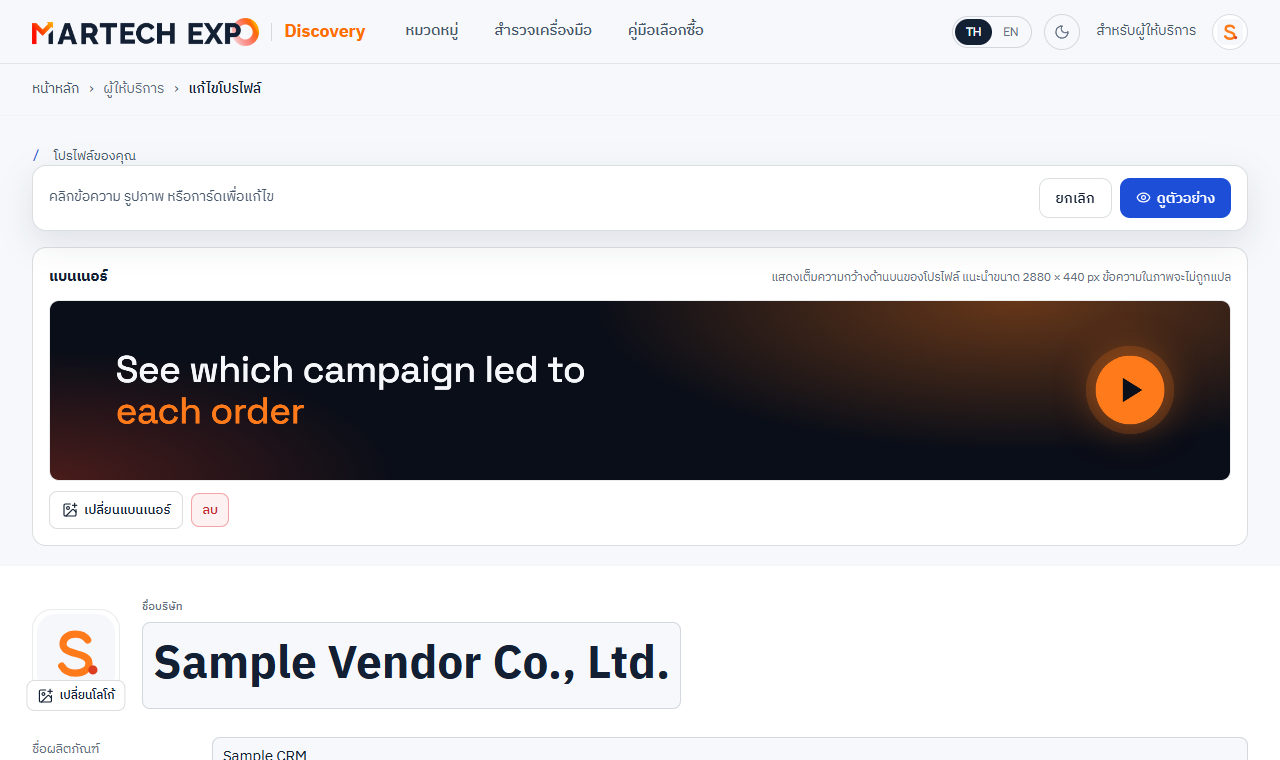 MARTECH EXPO
Discovery
หมวดหมู่
สำรวจเครื่องมือ
คู่มือเลือกซื้อ
TH
EN
สำหรับผู้ให้บริการ
หน้าหลัก › ผู้ให้บริการ › แก้ไขโปรไฟล์
/ โปรไฟล์ของคุณ
คลิกข้อความ รูปภาพ หรือการ์ดเพื่อแก้ไข
ยกเลิก
ดูตัวอย่าง
แบนเนอร์
แสดงเต็มความกว้างด้านบนของโปรไฟล์ แนะนำขนาด 2880 × 440 px ข้อความในภาพจะไม่ถูกแปล
See which campaign led to
each order
เปลี่ยนแบนเนอร์
ลบ
ชื่อบริษัท
S.
Sample Vendor Co., Ltd.
เปลี่ยนโลโก้
ชื่อผลิตภัณฑ์
Sample CRM